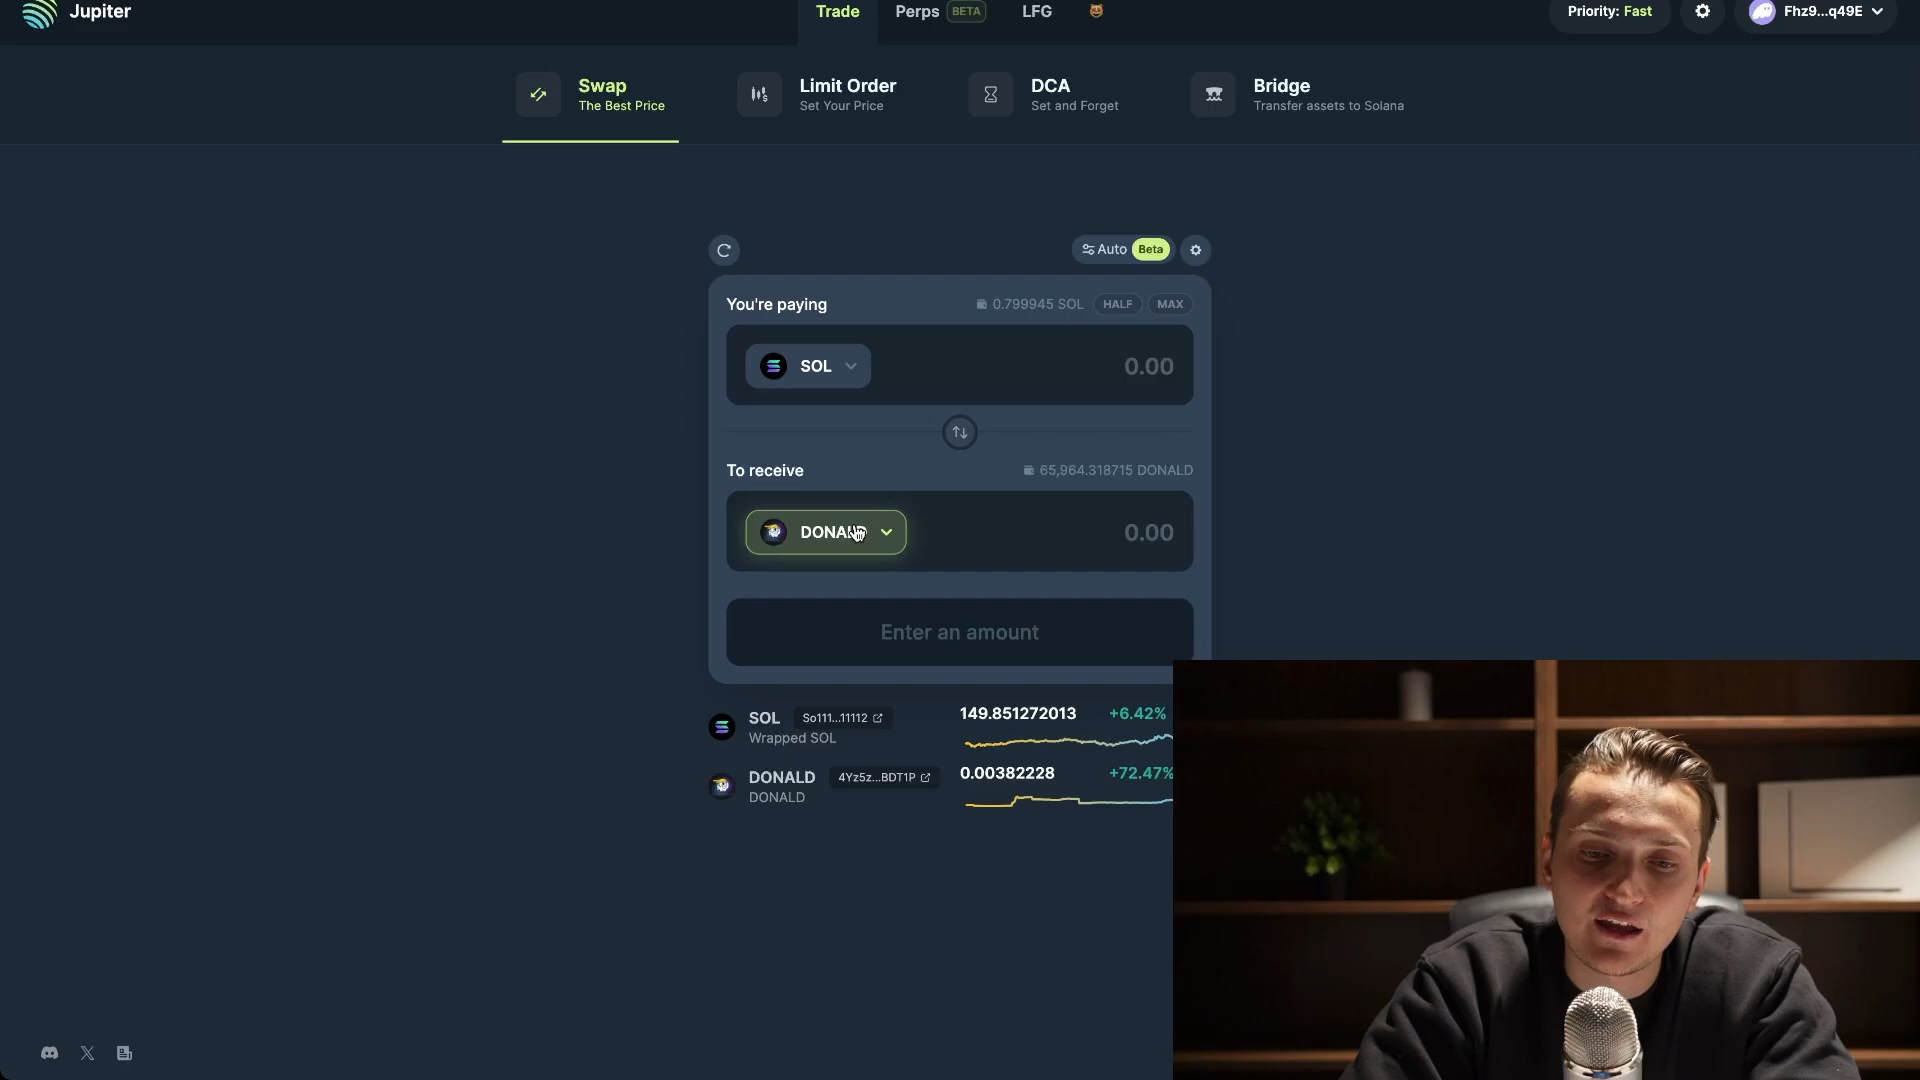 Jupiter
Trade
Perps BETA
LFG
Priority: Fast
Fhz9...q49E
Swap
The Best Price
Limit Order
Set Your Price
DCA
Set and Forget
Bridge
Transfer assets to Solana
Auto Beta
You're paying
0.799945 SOL HALF MAX
SOL 0.00
To receive
65,964.318715 DONALD
DONALD 0.00
Enter an amount
SOL So111...11112 149.851272013 +6.42%
Wrapped SOL
DONALD 4Yz5z...BDT1P 0.00382228 +72.47%
DONALD